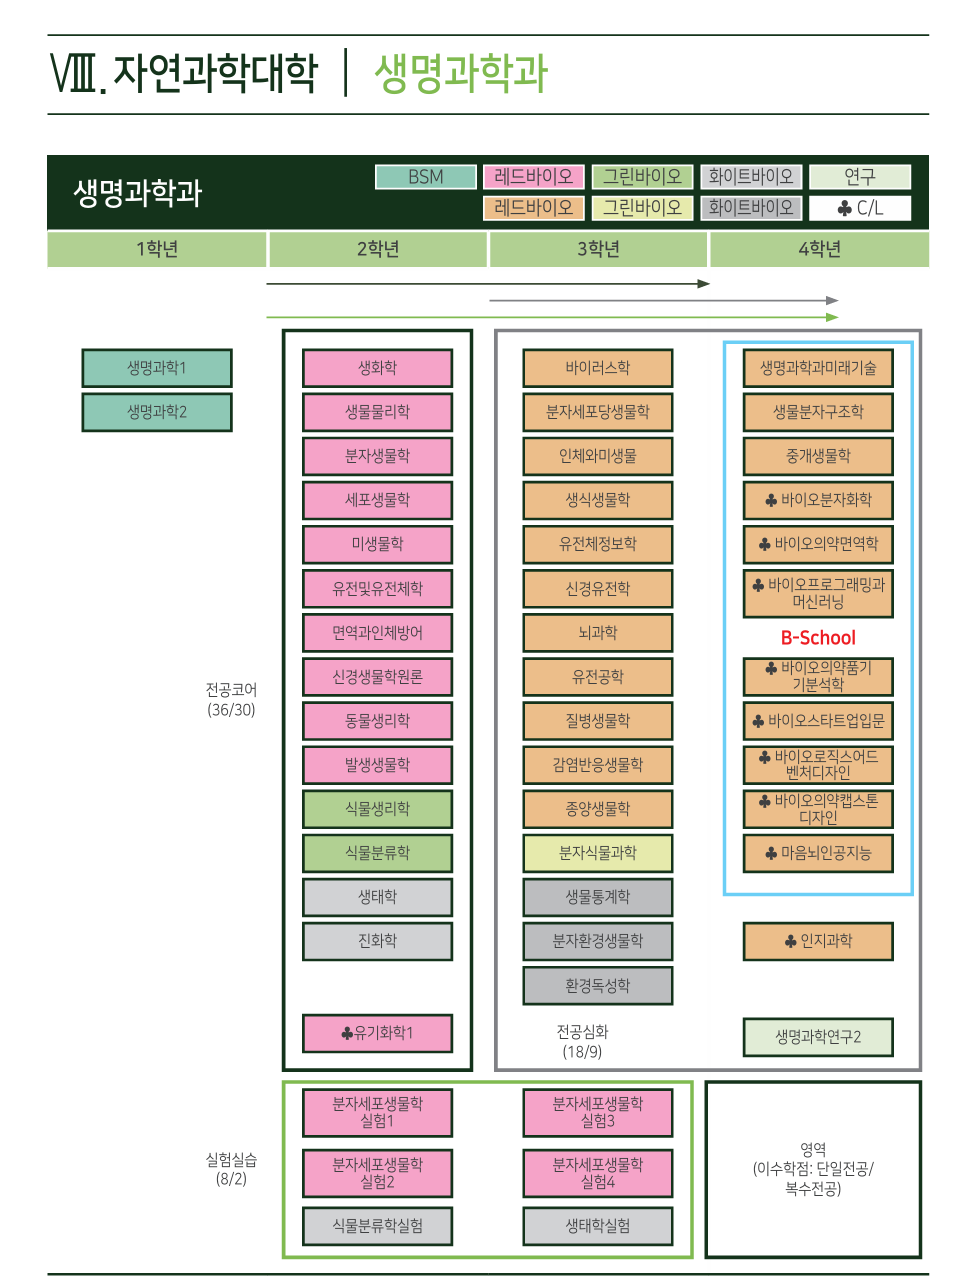 Ⅷ. 자연과학대학 생명과학과
생명과학과
BSM 레드바이오 그린바이오 화이트바이오 연구
레드바이오 그린바이오 화이트바이오 ♣ C/L
1학년 2학년 3학년 4학년
생명과학1
생명과학2
전공코어
(36/30)
생화학
생물물리학
분자생물학
세포생물학
미생물학
유전및유전체학
면역과인체방어
신경생물학원론
동물생리학
발생생물학
식물생리학
식물분류학
생태학
진화학
♣유기화학1
바이러스학
분자세포당생물학
인체와미생물
생식생물학
유전체정보학
신경유전학
뇌과학
유전공학
질병생물학
감염반응생물학
종양생물학
분자식물과학
생물통계학
분자환경생물학
환경독성학
전공심화
(18/9)
생명과학과미래기술
생물분자구조학
중개생물학
♣ 바이오분자화학
♣ 바이오의약면역학
♣ 바이오프로그래밍과
머신러닝
B-School
♣ 바이오의약품기
기분석학
♣ 바이오스타트업입문
♣ 바이오로직스어드
벤처디자인
♣ 바이오의약캡스톤
디자인
♣ 마음뇌인공지능
♣ 인지과학
생명과학연구2
실험실습
(8/2)
분자세포생물학
실험1
분자세포생물학
실험2
식물분류학실험
분자세포생물학
실험3
분자세포생물학
실험4
생태학실험
영역
(이수학점: 단일전공/
복수전공)